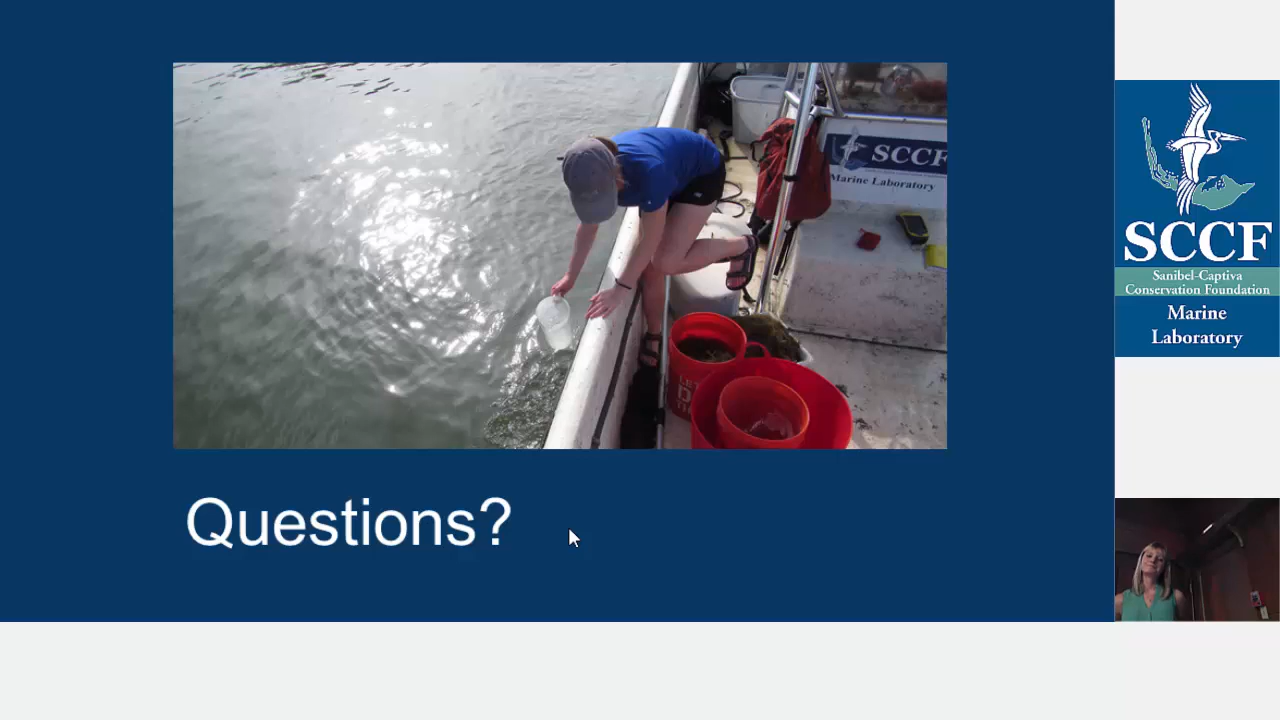 SCCF
Marine Laboratory
Questions?
SCCF
Sanibel-Captiva
Conservation Foundation
Marine
Laboratory